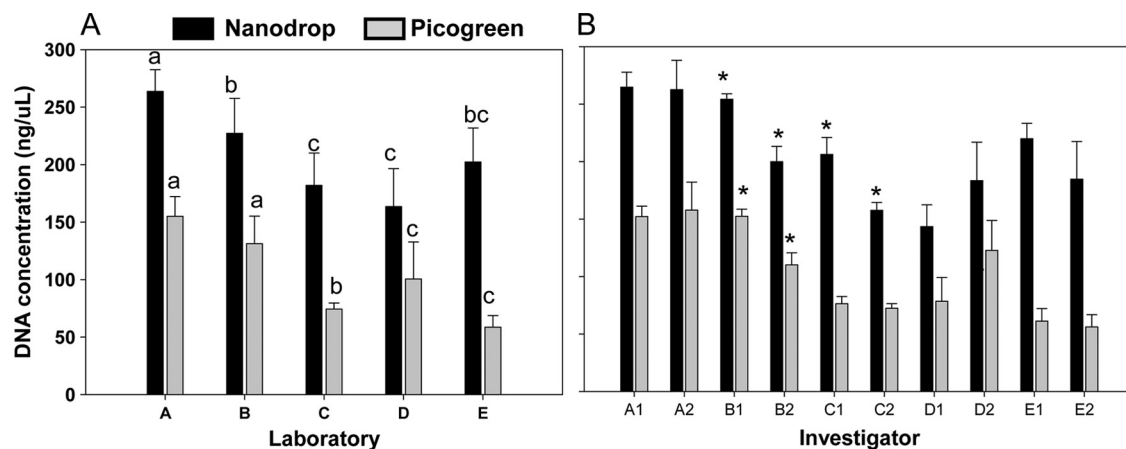 A Nanodrop Picogreen B
DNA concentration (ng/uL)
300
250
200
150
100
50
0
a b c c bc
a a b c c
A B C D E
Laboratory
* * * *
* *
A1 A2 B1 B2 C1 C2 D1 D2 E1 E2
Investigator